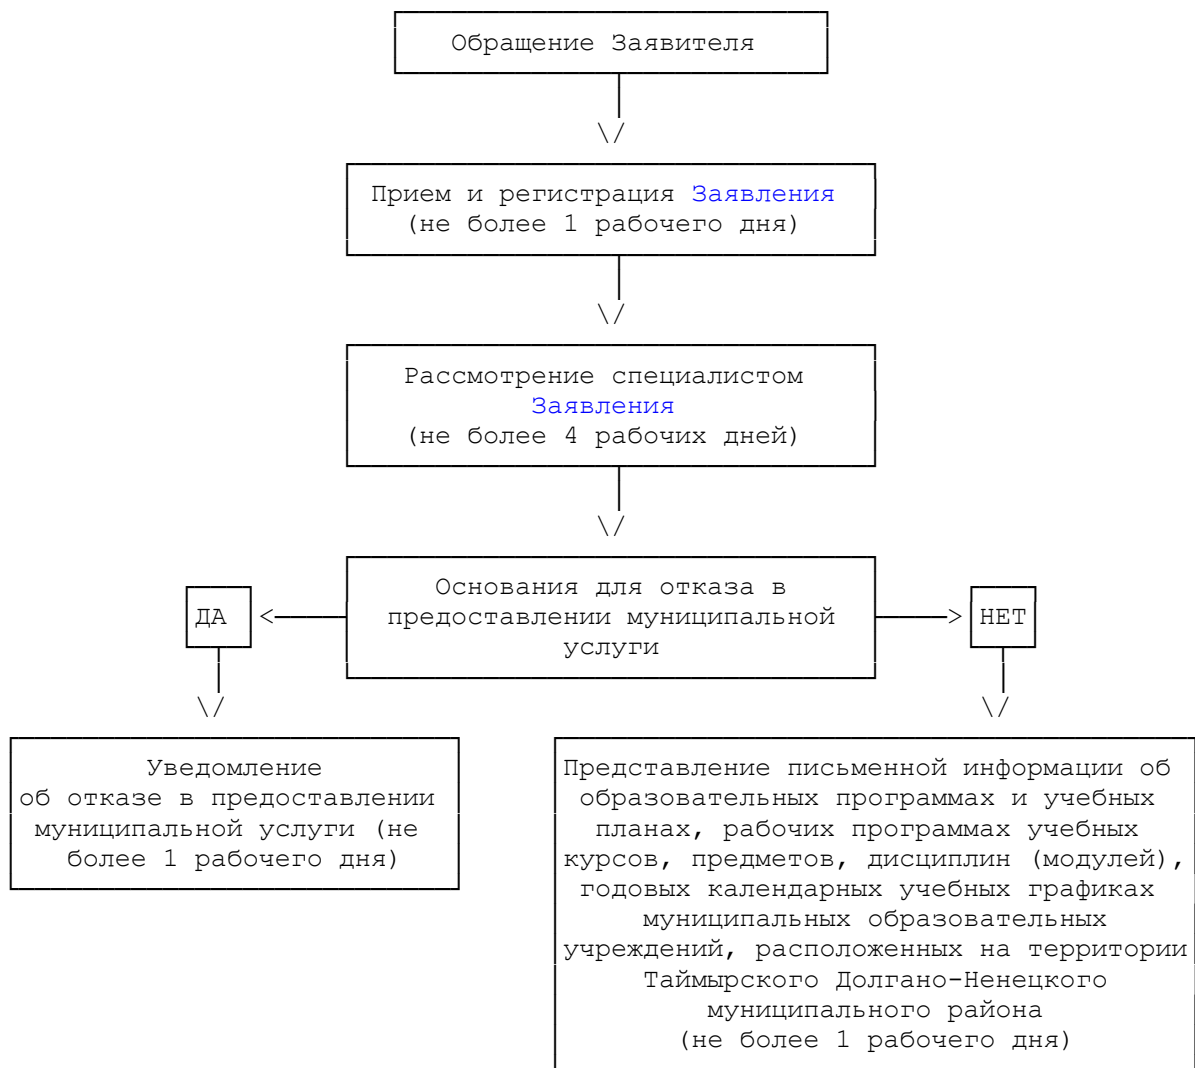 Обращение Заявителя
Прием и регистрация Заявления
(не более 1 рабочего дня)
Рассмотрение специалистом
Заявления
(не более 4 рабочих дней)
Основания для отказа в
предоставлении муниципальной
услуги
ДА
НЕТ
Уведомление
об отказе в предоставлении
муниципальной услуги (не
более 1 рабочего дня)
Представление письменной информации об
образовательных программах и учебных
планах, рабочих программах учебных
курсов, предметов, дисциплин (модулей),
годовых календарных учебных графиках
муниципальных образовательных
учреждений, расположенных на территории
Таймырского Долгано-Ненецкого
муниципального района
(не более 1 рабочего дня)